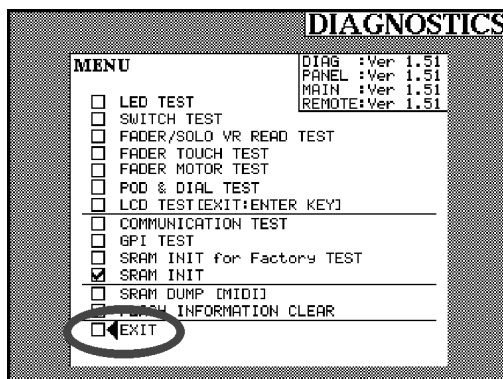 DIAGNOSTICS
MENU
DIAG :Ver 1.51
PANEL :Ver 1.51
MAIN :Ver 1.51
REMOTE:Ver 1.51
LED TEST
SWITCH TEST
FADER/SOLO VR READ TEST
FADER TOUCH TEST
FADER MOTOR TEST
POD & DIAL TEST
LCD TEST[EXIT:ENTER KEY]
COMMUNICATION TEST
GPI TEST
SRAM INIT for Factory TEST
SRAM INIT
SRAM DUMP [MIDI]
FLASH INFORMATION CLEAR
EXIT